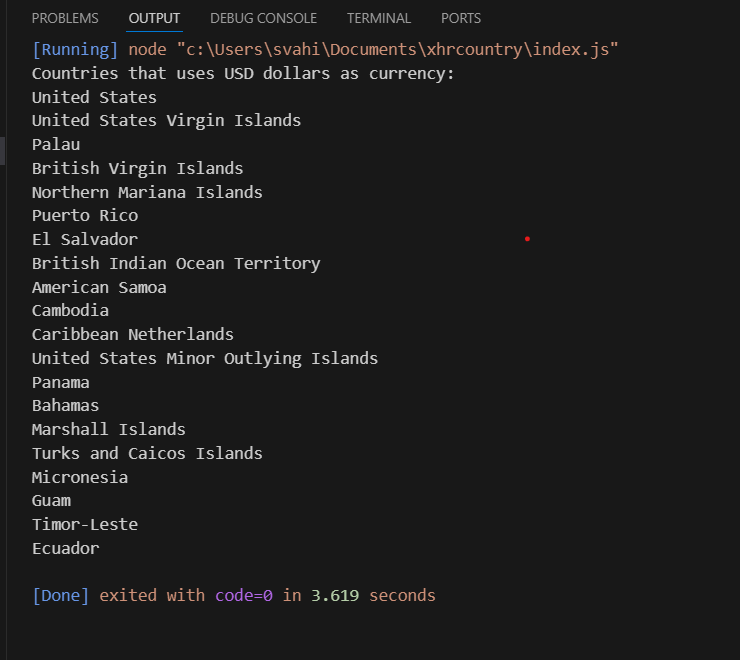 PROBLEMS OUTPUT DEBUG CONSOLE TERMINAL PORTS
[Running] node "c:\Users\svahi\Documents\xhrcountry\index.js"
Countries that uses USD dollars as currency:
United States
United States Virgin Islands
Palau
British Virgin Islands
Northern Mariana Islands
Puerto Rico
El Salvador
British Indian Ocean Territory
American Samoa
Cambodia
Caribbean Netherlands
United States Minor Outlying Islands
Panama
Bahamas
Marshall Islands
Turks and Caicos Islands
Micronesia
Guam
Timor-Leste
Ecuador
[Done] exited with code=0 in 3.619 seconds